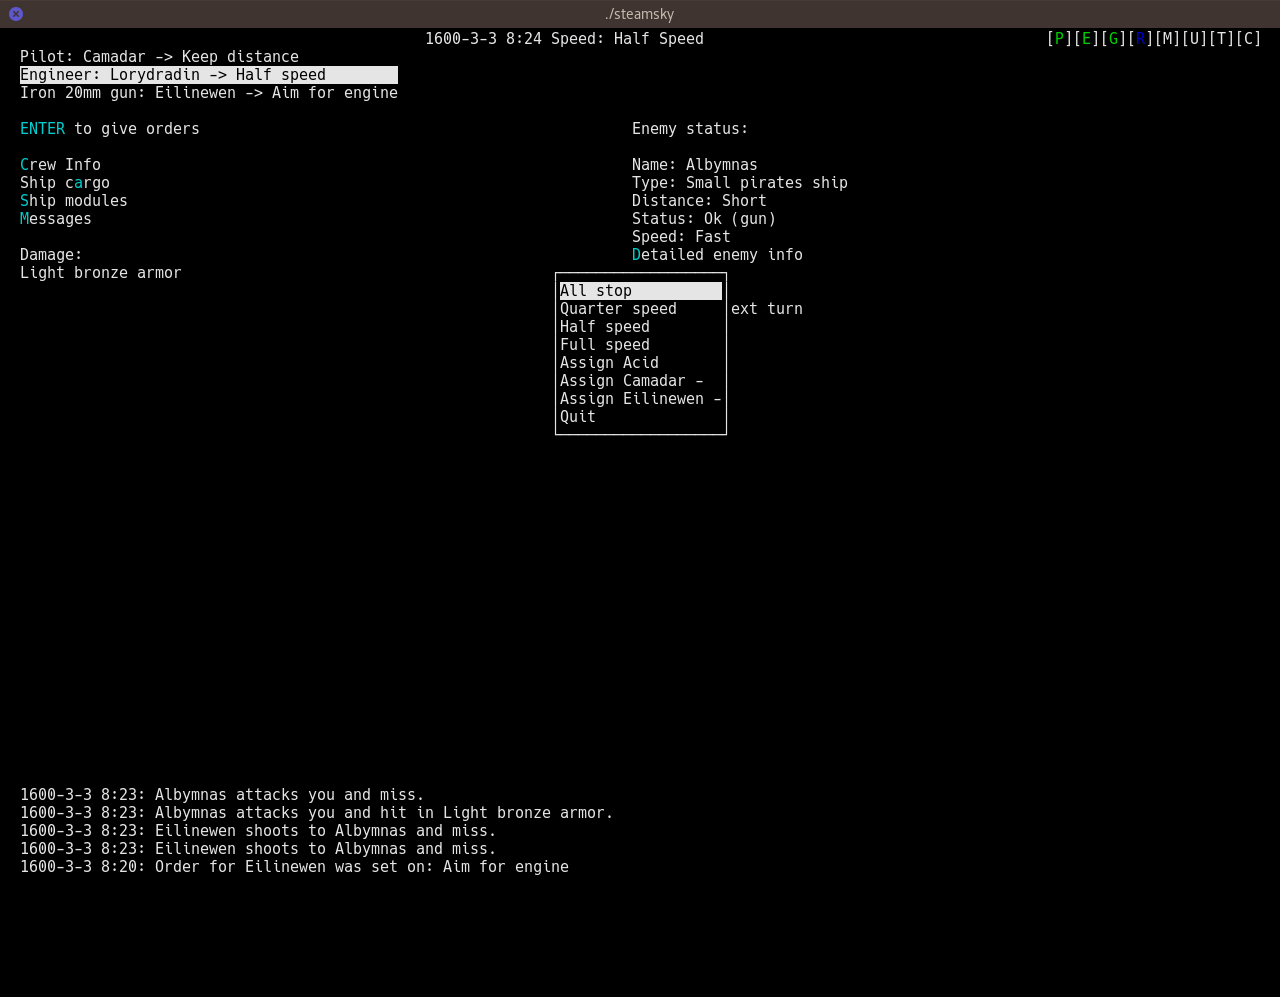 ./steamsky
1600-3-3 8:24 Speed: Half Speed [P][E][G][R][M][U][T][C]
Pilot: Camadar -> Keep distance
Engineer: Lorydradin -> Half speed
Iron 20mm gun: Eilinewen -> Aim for engine
ENTER to give orders
Crew Info
Ship cargo
Ship modules
Messages
Damage:
Light bronze armor
Enemy status:
Name: Albymnas
Type: Small pirates ship
Distance: Short
Status: Ok (gun)
Speed: Fast
Detailed enemy info
ext turn
All stop
Quarter speed
Half speed
Full speed
Assign Acid
Assign Camadar -
Assign Eilinewen -
Quit
1600-3-3 8:23: Albymnas attacks you and miss.
1600-3-3 8:23: Albymnas attacks you and hit in Light bronze armor.
1600-3-3 8:23: Eilinewen shoots to Albymnas and miss.
1600-3-3 8:23: Eilinewen shoots to Albymnas and miss.
1600-3-3 8:20: Order for Eilinewen was set on: Aim for engine